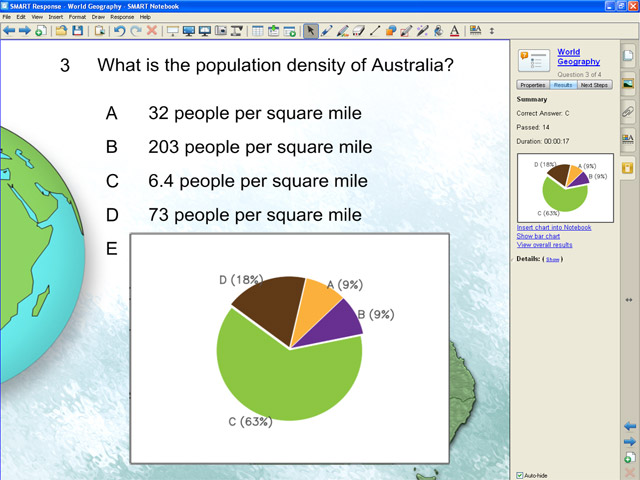 SMART Response - World Geography - SMART Notebook
File Edit View Insert Format Draw Response Help
3 What is the population density of Australia?
A 32 people per square mile
B 203 people per square mile
C 6.4 people per square mile
D 73 people per square mile
E
D (18%)
A (9%)
B (9%)
C (63%)
World
Geography
Question 3 of 4
Properties Results Next Steps
Summary
Correct Answer: C
Passed: 14
Duration: 00:00:17
D (18%)
A (9%)
B (9%)
C (63%)
Insert chart into Notebook
Show bar chart
View overall results
Details: ( Show )
Auto-hide